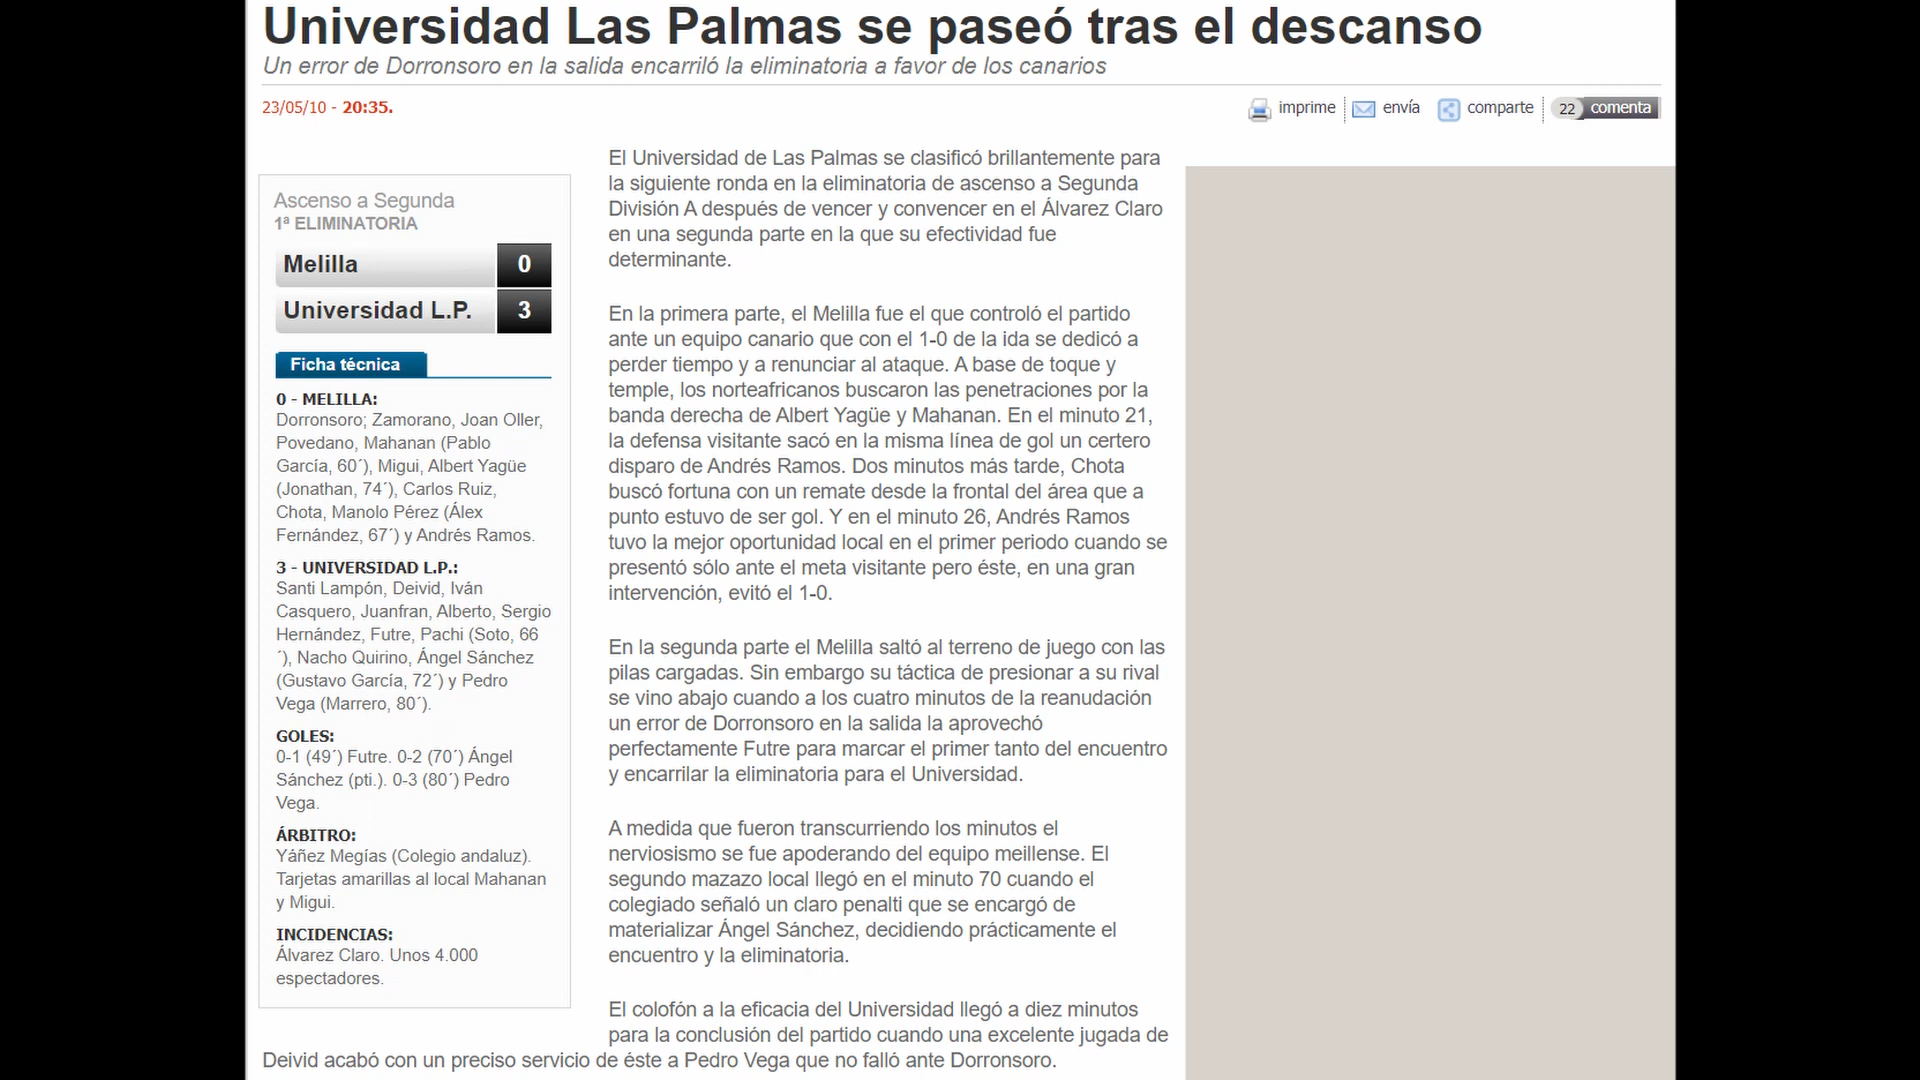 Universidad Las Palmas se paseó tras el descanso
Un error de Dorronsoro en la salida encarriló la eliminatoria a favor de los canarios
23/05/10 - 20:35.
imprime
envía
comparte
22
comenta
Ascenso a Segunda
1ª ELIMINATORIA
Melilla 0
Universidad L.P. 3
Ficha técnica
0 - MELILLA:
Dorronsoro; Zamorano, Joan Oller,
Povedano, Mahanan (Pablo
García, 60´), Migui, Albert Yagüe
(Jonathan, 74´), Carlos Ruiz,
Chota, Manolo Pérez (Álex
Fernández, 67´) y Andrés Ramos.
3 - UNIVERSIDAD L.P.:
Santi Lampón, Deivid, Iván
Casquero, Juanfran, Alberto, Sergio
Hernández, Futre, Pachi (Soto, 66
´), Nacho Quirino, Ángel Sánchez
(Gustavo García, 72´) y Pedro
Vega (Marrero, 80´).
GOLES:
0-1 (49´) Futre. 0-2 (70´) Ángel
Sánchez (pti.). 0-3 (80´) Pedro
Vega.
ÁRBITRO:
Yáñez Megías (Colegio andaluz).
Tarjetas amarillas al local Mahanan
y Migui.
INCIDENCIAS:
Álvarez Claro. Unos 4.000
espectadores.
El Universidad de Las Palmas se clasificó brillantemente para
la siguiente ronda en la eliminatoria de ascenso a Segunda
División A después de vencer y convencer en el Álvarez Claro
en una segunda parte en la que su efectividad fue
determinante.
En la primera parte, el Melilla fue el que controló el partido
ante un equipo canario que con el 1-0 de la ida se dedicó a
perder tiempo y a renunciar al ataque. A base de toque y
temple, los norteafricanos buscaron las penetraciones por la
banda derecha de Albert Yagüe y Mahanan. En el minuto 21,
la defensa visitante sacó en la misma línea de gol un certero
disparo de Andrés Ramos. Dos minutos más tarde, Chota
buscó fortuna con un remate desde la frontal del área que a
punto estuvo de ser gol. Y en el minuto 26, Andrés Ramos
tuvo la mejor oportunidad local en el primer periodo cuando se
presentó sólo ante el meta visitante pero éste, en una gran
intervención, evitó el 1-0.
En la segunda parte el Melilla saltó al terreno de juego con las
pilas cargadas. Sin embargo su táctica de presionar a su rival
se vino abajo cuando a los cuatro minutos de la reanudación
un error de Dorronsoro en la salida la aprovechó
perfectamente Futre para marcar el primer tanto del encuentro
y encarrilar la eliminatoria para el Universidad.
A medida que fueron transcurriendo los minutos el
nerviosismo se fue apoderando del equipo meillense. El
segundo mazazo local llegó en el minuto 70 cuando el
colegiado señaló un claro penalti que se encargó de
materializar Ángel Sánchez, decidiendo prácticamente el
encuentro y la eliminatoria.
El colofón a la eficacia del Universidad llegó a diez minutos
para la conclusión del partido cuando una excelente jugada de
Deivid acabó con un preciso servicio de éste a Pedro Vega que no falló ante Dorronsoro.